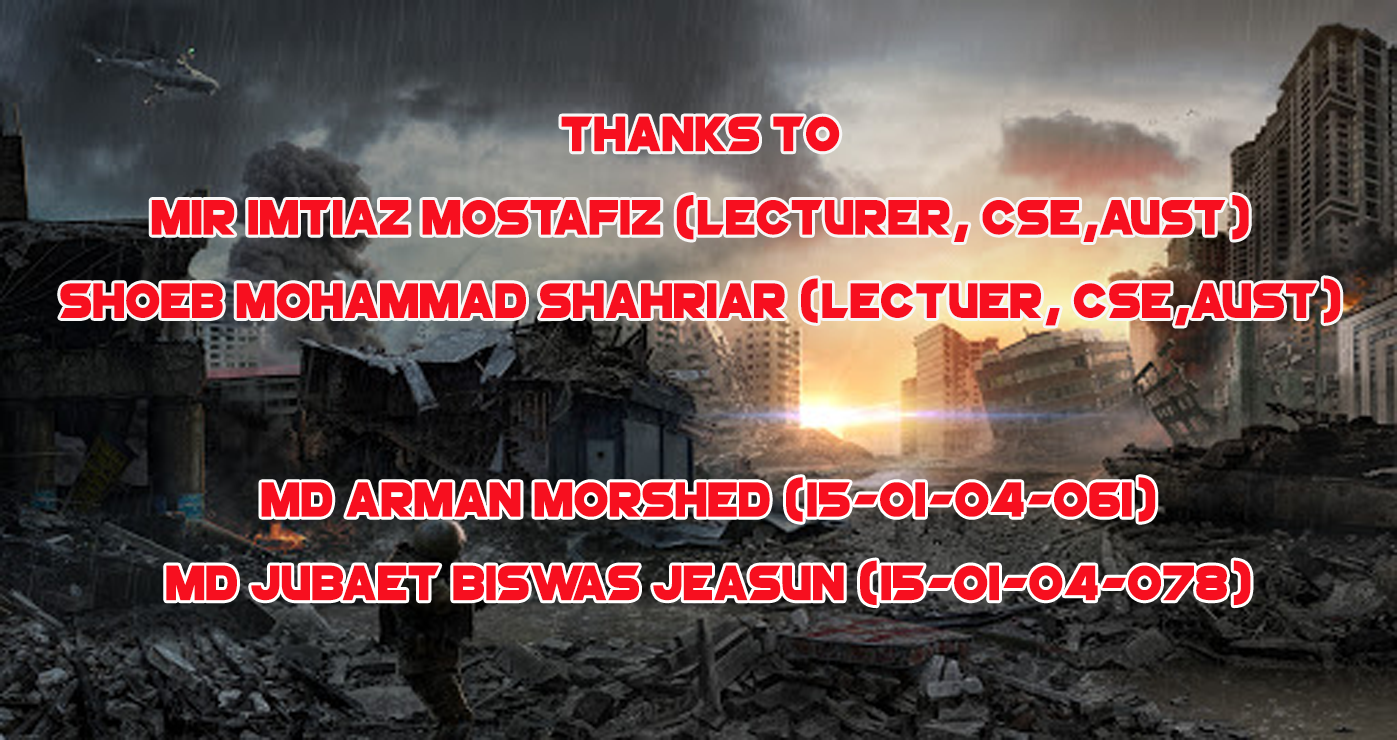 THANKS TO
MIR IMTIAZ MOSTAFIZ (LECTURER, CSE,AUST)
SHOEB MOHAMMAD SHAHRIAR (LECTUER, CSE,AUST)
MD ARMAN MORSHED (15-01-04-061)
MD JUBAET BISWAS JEASUN (15-01-04-078)